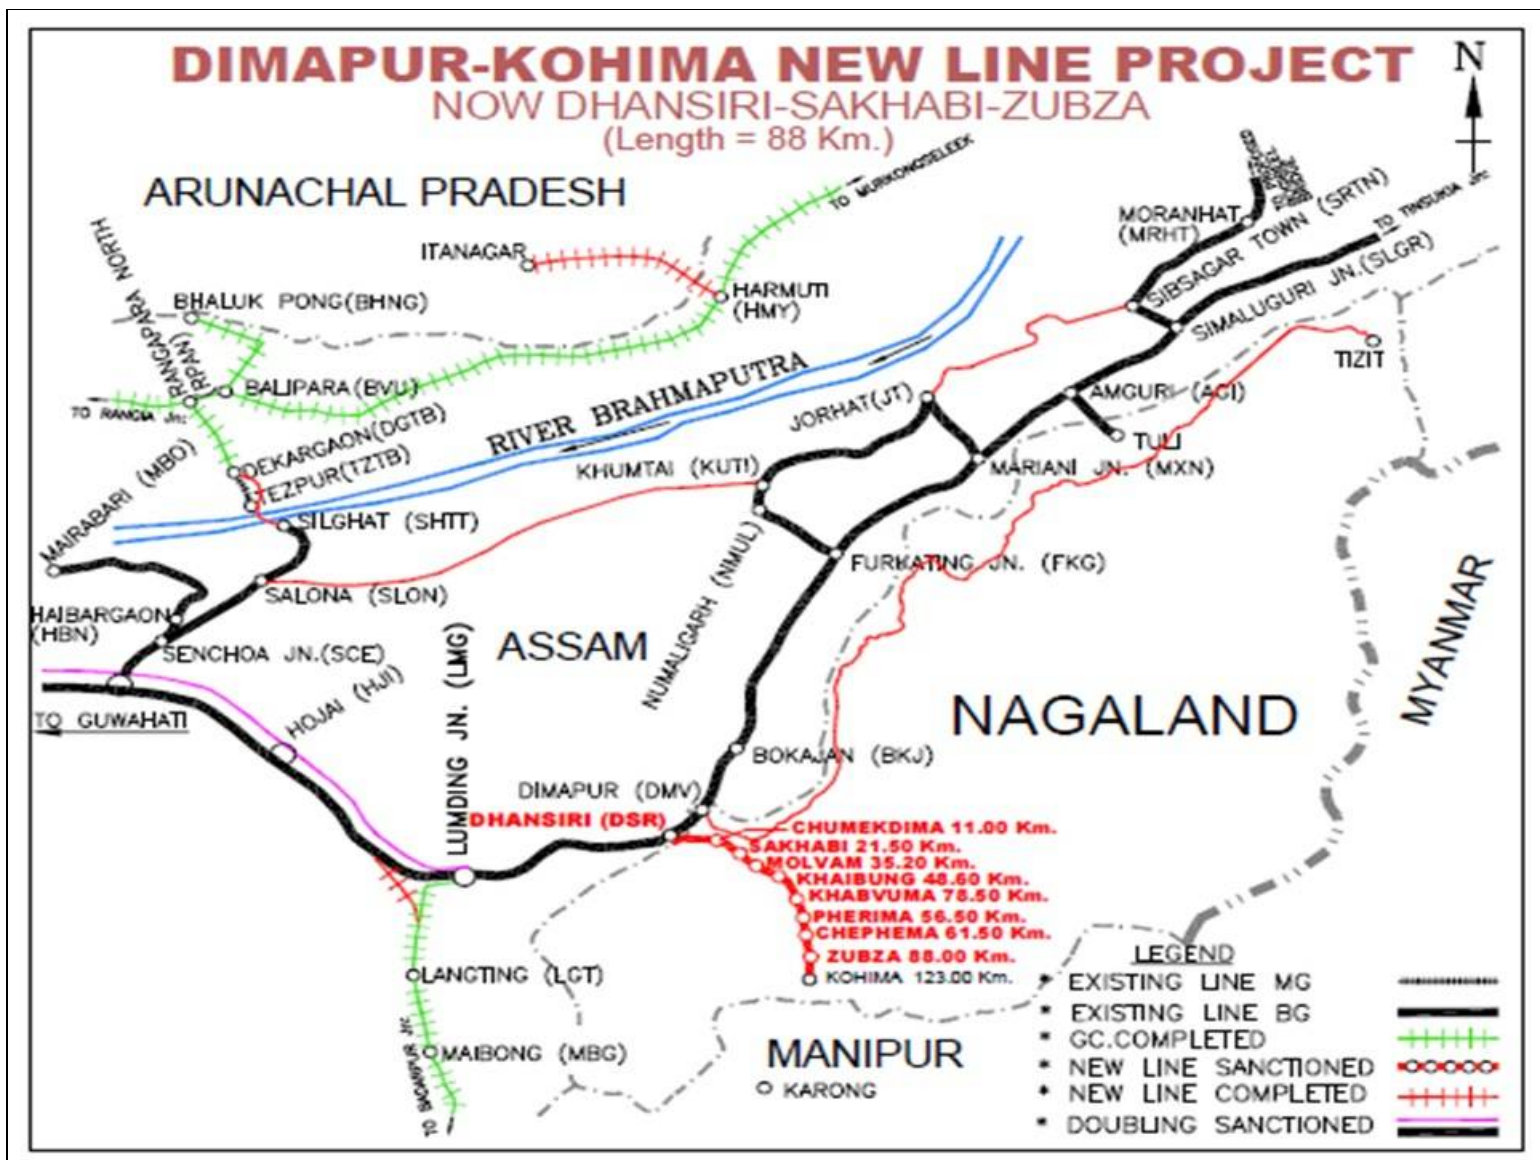 DIMAPUR-KOHIMA NEW LINE PROJECT
NOW DHANSIRI-SAKHABI-ZUBZA
(Length = 88 Km.)
N
ARUNACHAL PRADESH
TO MURKONGSELEEK
ITANAGAR
HARMUTI
(HMY)
MORANHAT
(MRHT)
SIBSAGAR TOWN (SRTN)
TO TINSUKIA Jn:
SIMALUGURI JN.(SLGR)
RANGAPARA NORTH
(RPAN)
BHALUK PONG(BHNG)
BALIPARA(BVU)
TO RANGIA Jn:
RIVER BRAHMAPUTRA
TIZIT
AMGURI (AGI)
TULI
JORHAT(JT)
MARIANI JN. (MXN)
DEKARGAON(DGTB)
TEZPUR(TZTB)
MAIRABARI (MBO)
KHUMTAI (KUTI)
SILGHAT (SHTT)
NUMALIGARH (NMUL)
FURKATING JN. (FKG)
SALONA (SLON)
HAIBARGAON
(HBN)
SENCHOA JN.(SCE)
ASSAM
NAGALAND
MYANMAR
TO GUWAHATI
HOJAI (HJI)
LUMDING JN. (LMG)
BOKAJAN (BKJ)
DIMAPUR (DMV)
DHANSIRI (DSR)
CHUMEKDIMA 11.00 Km.
SAKHABI 21.50 Km.
MOLVAM 35.20 Km.
KHAIBUNG 48.60 Km.
KHABVUMA 78.50 Km.
PHERIMA 56.50 Km.
CHEPHEMA 61.50 Km.
ZUBZA 88.00 Km.
KOHIMA 123.00 Km.
LANGTING (LGT)
MAIBONG (MBG)
TO BADARPUR JN.
MANIPUR
KARONG
LEGEND
* EXISTING LINE MG
* EXISTING LINE BG
* GC.COMPLETED
* NEW LINE SANCTIONED
* NEW LINE COMPLETED
* DOUBLING SANCTIONED